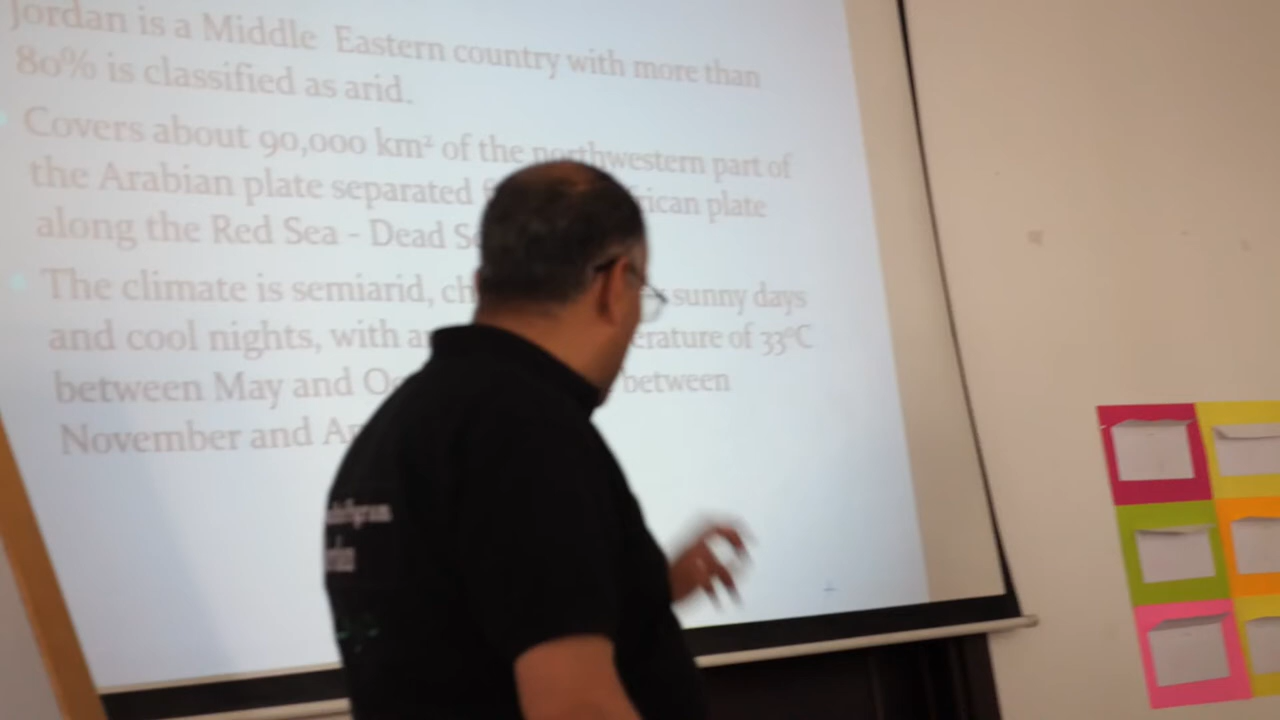 Jordan is a Middle Eastern country with more than
80% is classified as arid.
Covers about 90,000 km² of the northwestern part of
the Arabian plate separated plate
along the Red Sea - Dead
The climate is semiarid, sunny days
and cool nights, with of 33°C
between May and between
November and